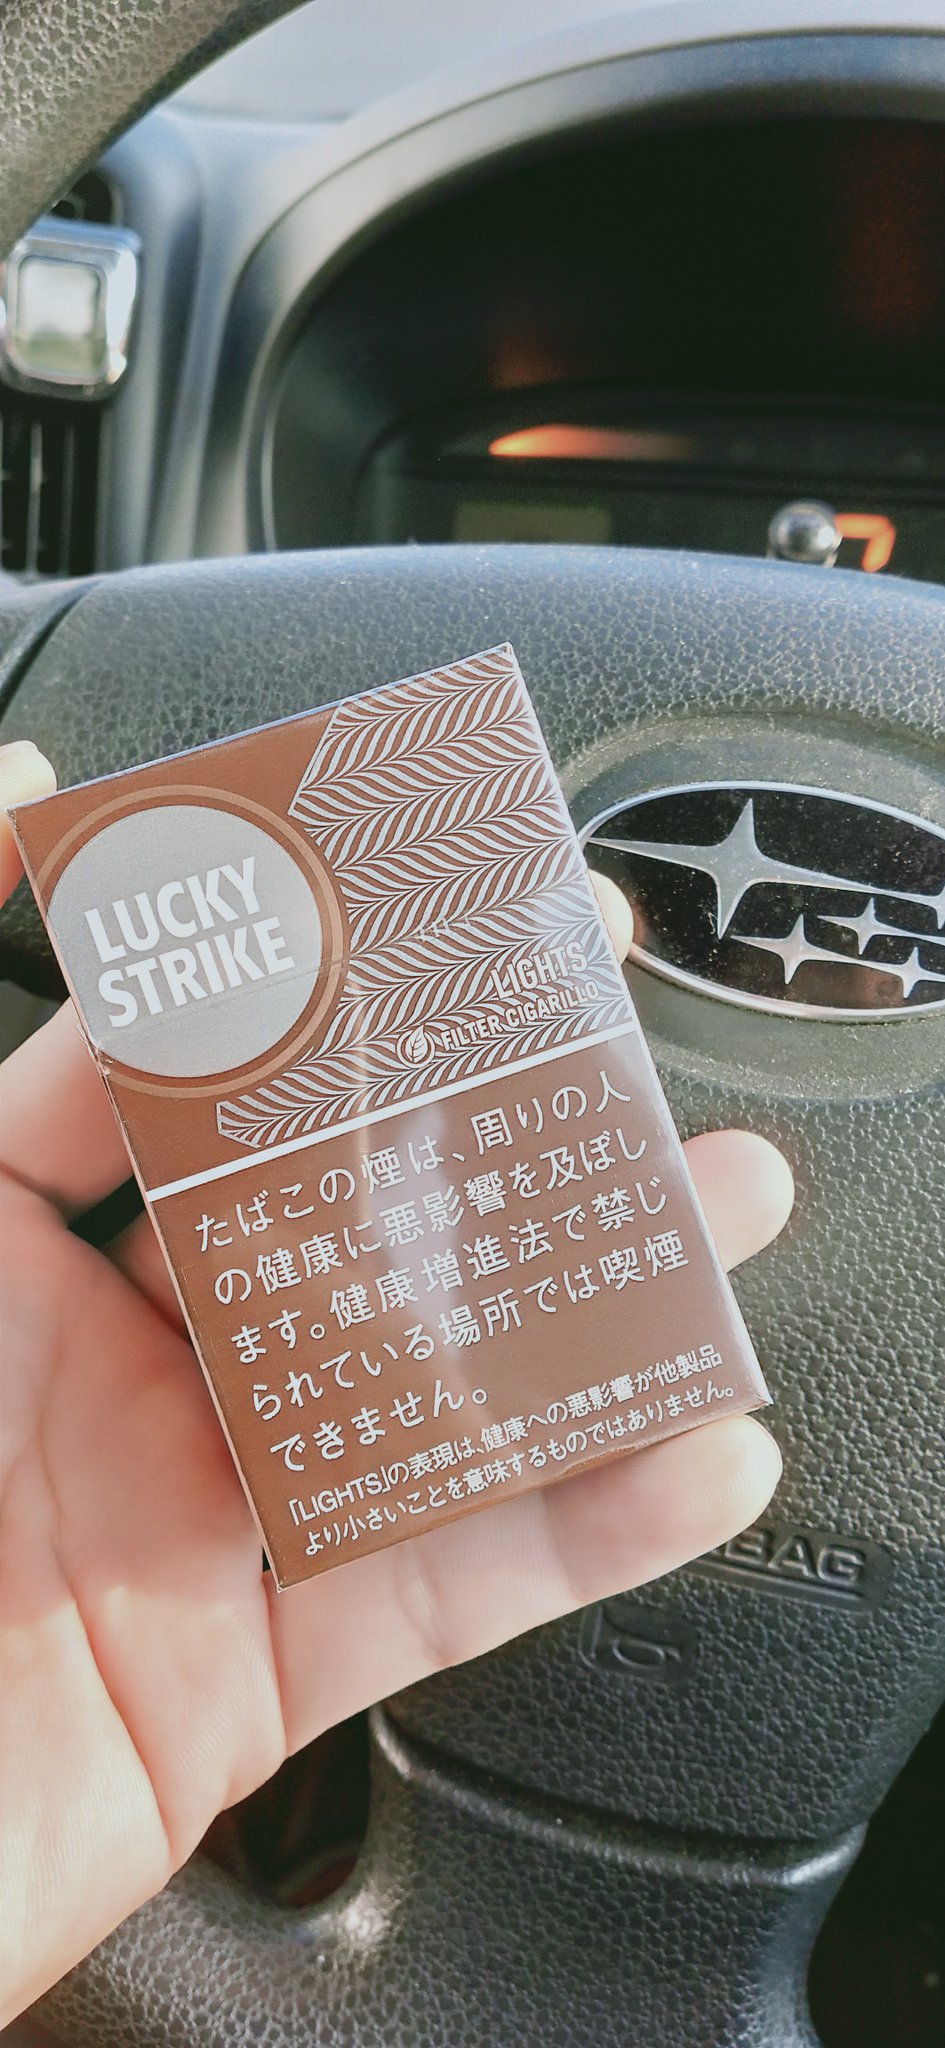 LUCKY
STRIKE
LIGHTS
FILTER CIGARILLO
たばこの煙は、周りの人
の健康に悪影響を及ぼし
ます。健康増進法で禁じ
られている場所では喫煙
できません。
「LIGHTS」の表現は、健康への悪影響が他製品
より小さいことを意味するものではありません。
BAG